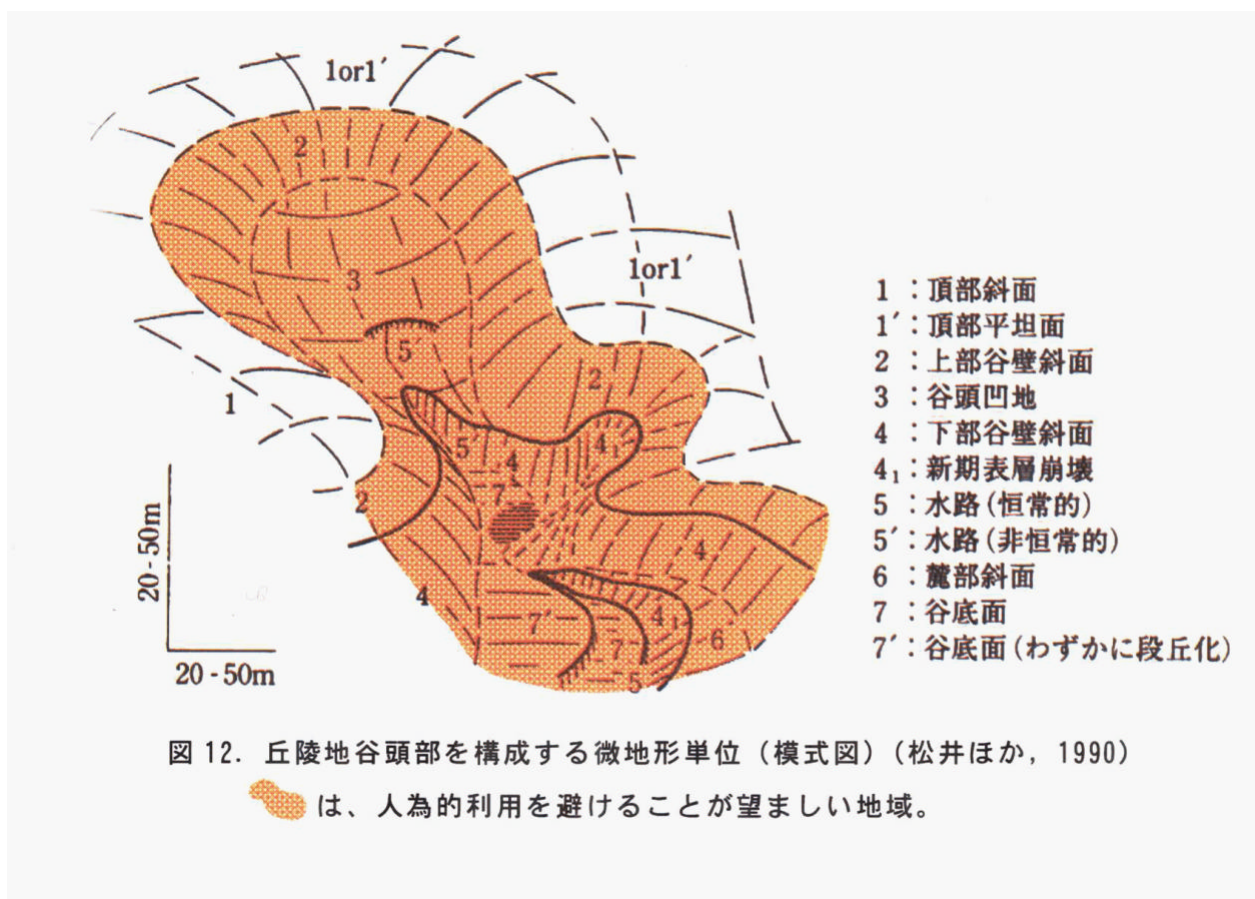 1or1′
2
3
1or1′
5′
2
1
5′
4
4₁
7
2
4
4
7′
7
4₁
6
5
20-50m
20-50m
1 ：頂部斜面
1′：頂部平坦面
2 ：上部谷壁斜面
3 ：谷頭凹地
4 ：下部谷壁斜面
4₁：新期表層崩壊
5 ：水路(恒常的)
5′：水路(非恒常的)
6 ：麓部斜面
7 ：谷底面
7′：谷底面(わずかに段丘化)
図 12. 丘陵地谷頭部を構成する微地形単位（模式図）（松井ほか, 1990）
は、人為的利用を避けることが望ましい地域。